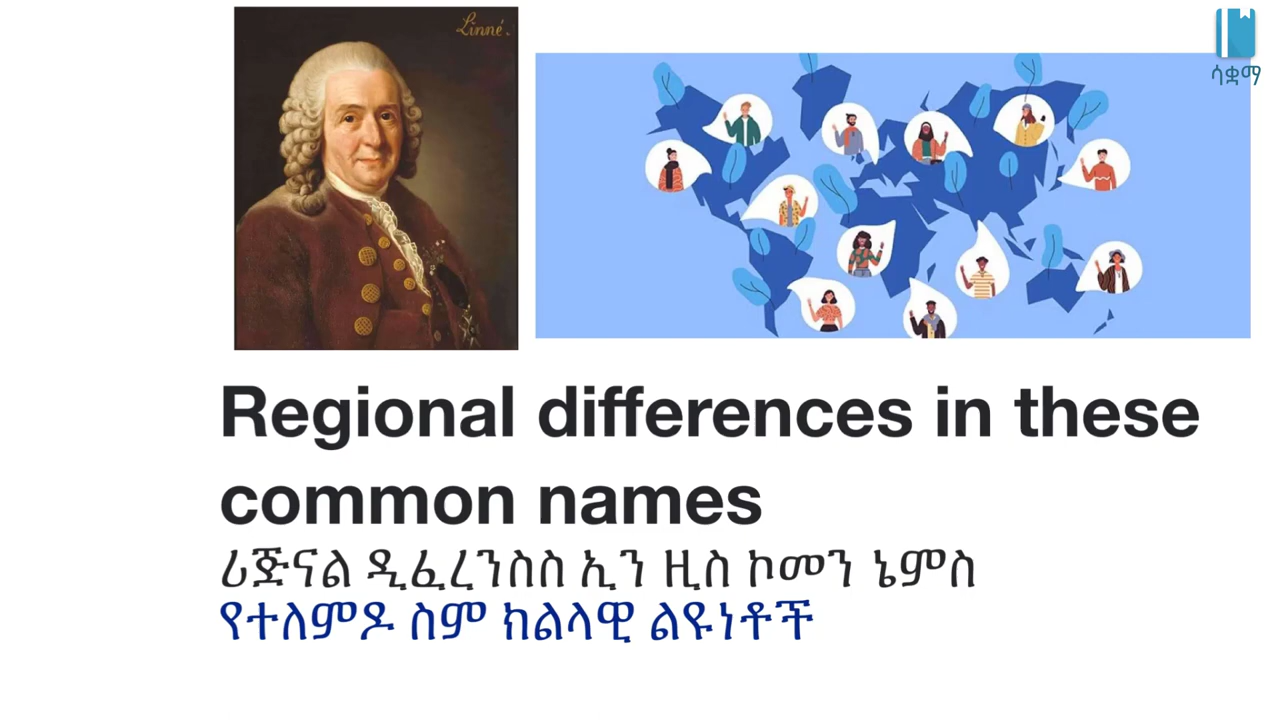 Linné.
ሳቋማ
Regional differences in these
common names
ሪጅናል ዲፈረንስስ ኢን ዚስ ኮመን ኔምስ
የተለምዶ ስም ክልላዊ ልዩነቶች